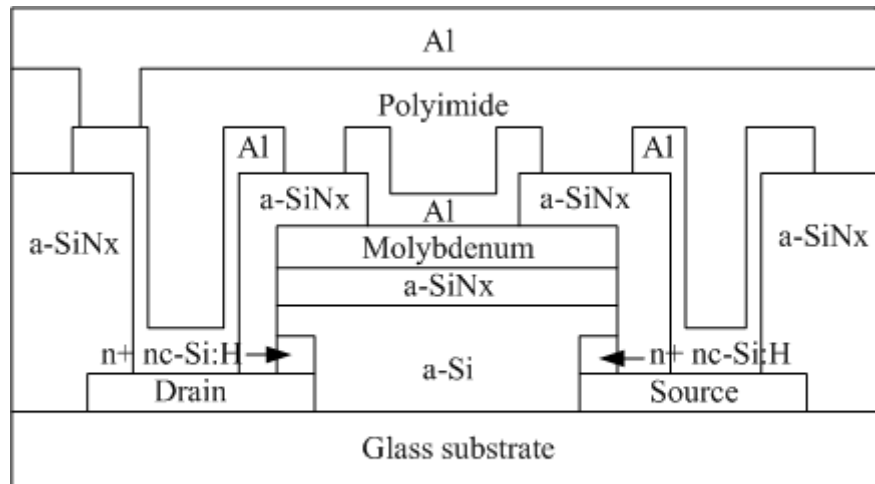 Al
Polyimide
Al
Al
a-SiNx
a-SiNx
Al
a-SiNx
a-SiNx
Molybdenum
a-SiNx
n+ nc-Si:H
n+ nc-Si:H
a-Si
Drain
Source
Glass substrate